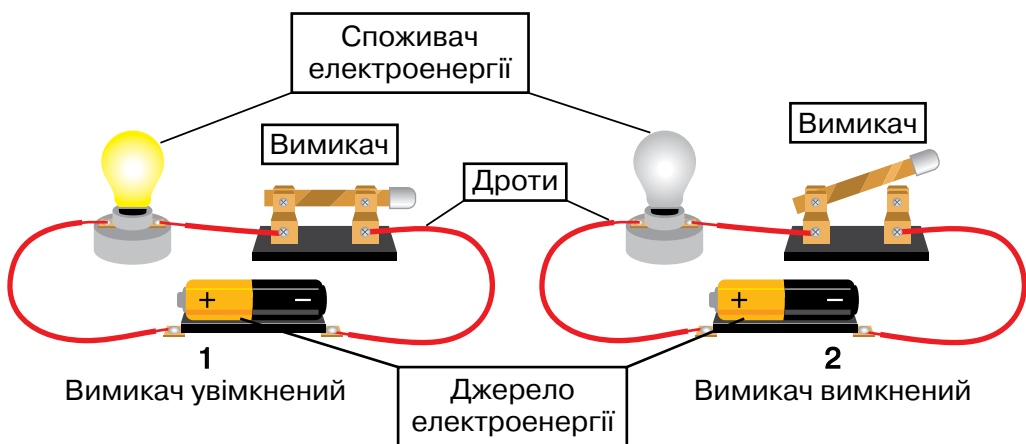 Споживач
електроенергії
Вимикач
Вимикач
Дроти
+ −
+ −
1
Вимикач увімкнений
2
Вимикач вимкнений
Джерело
електроенергії